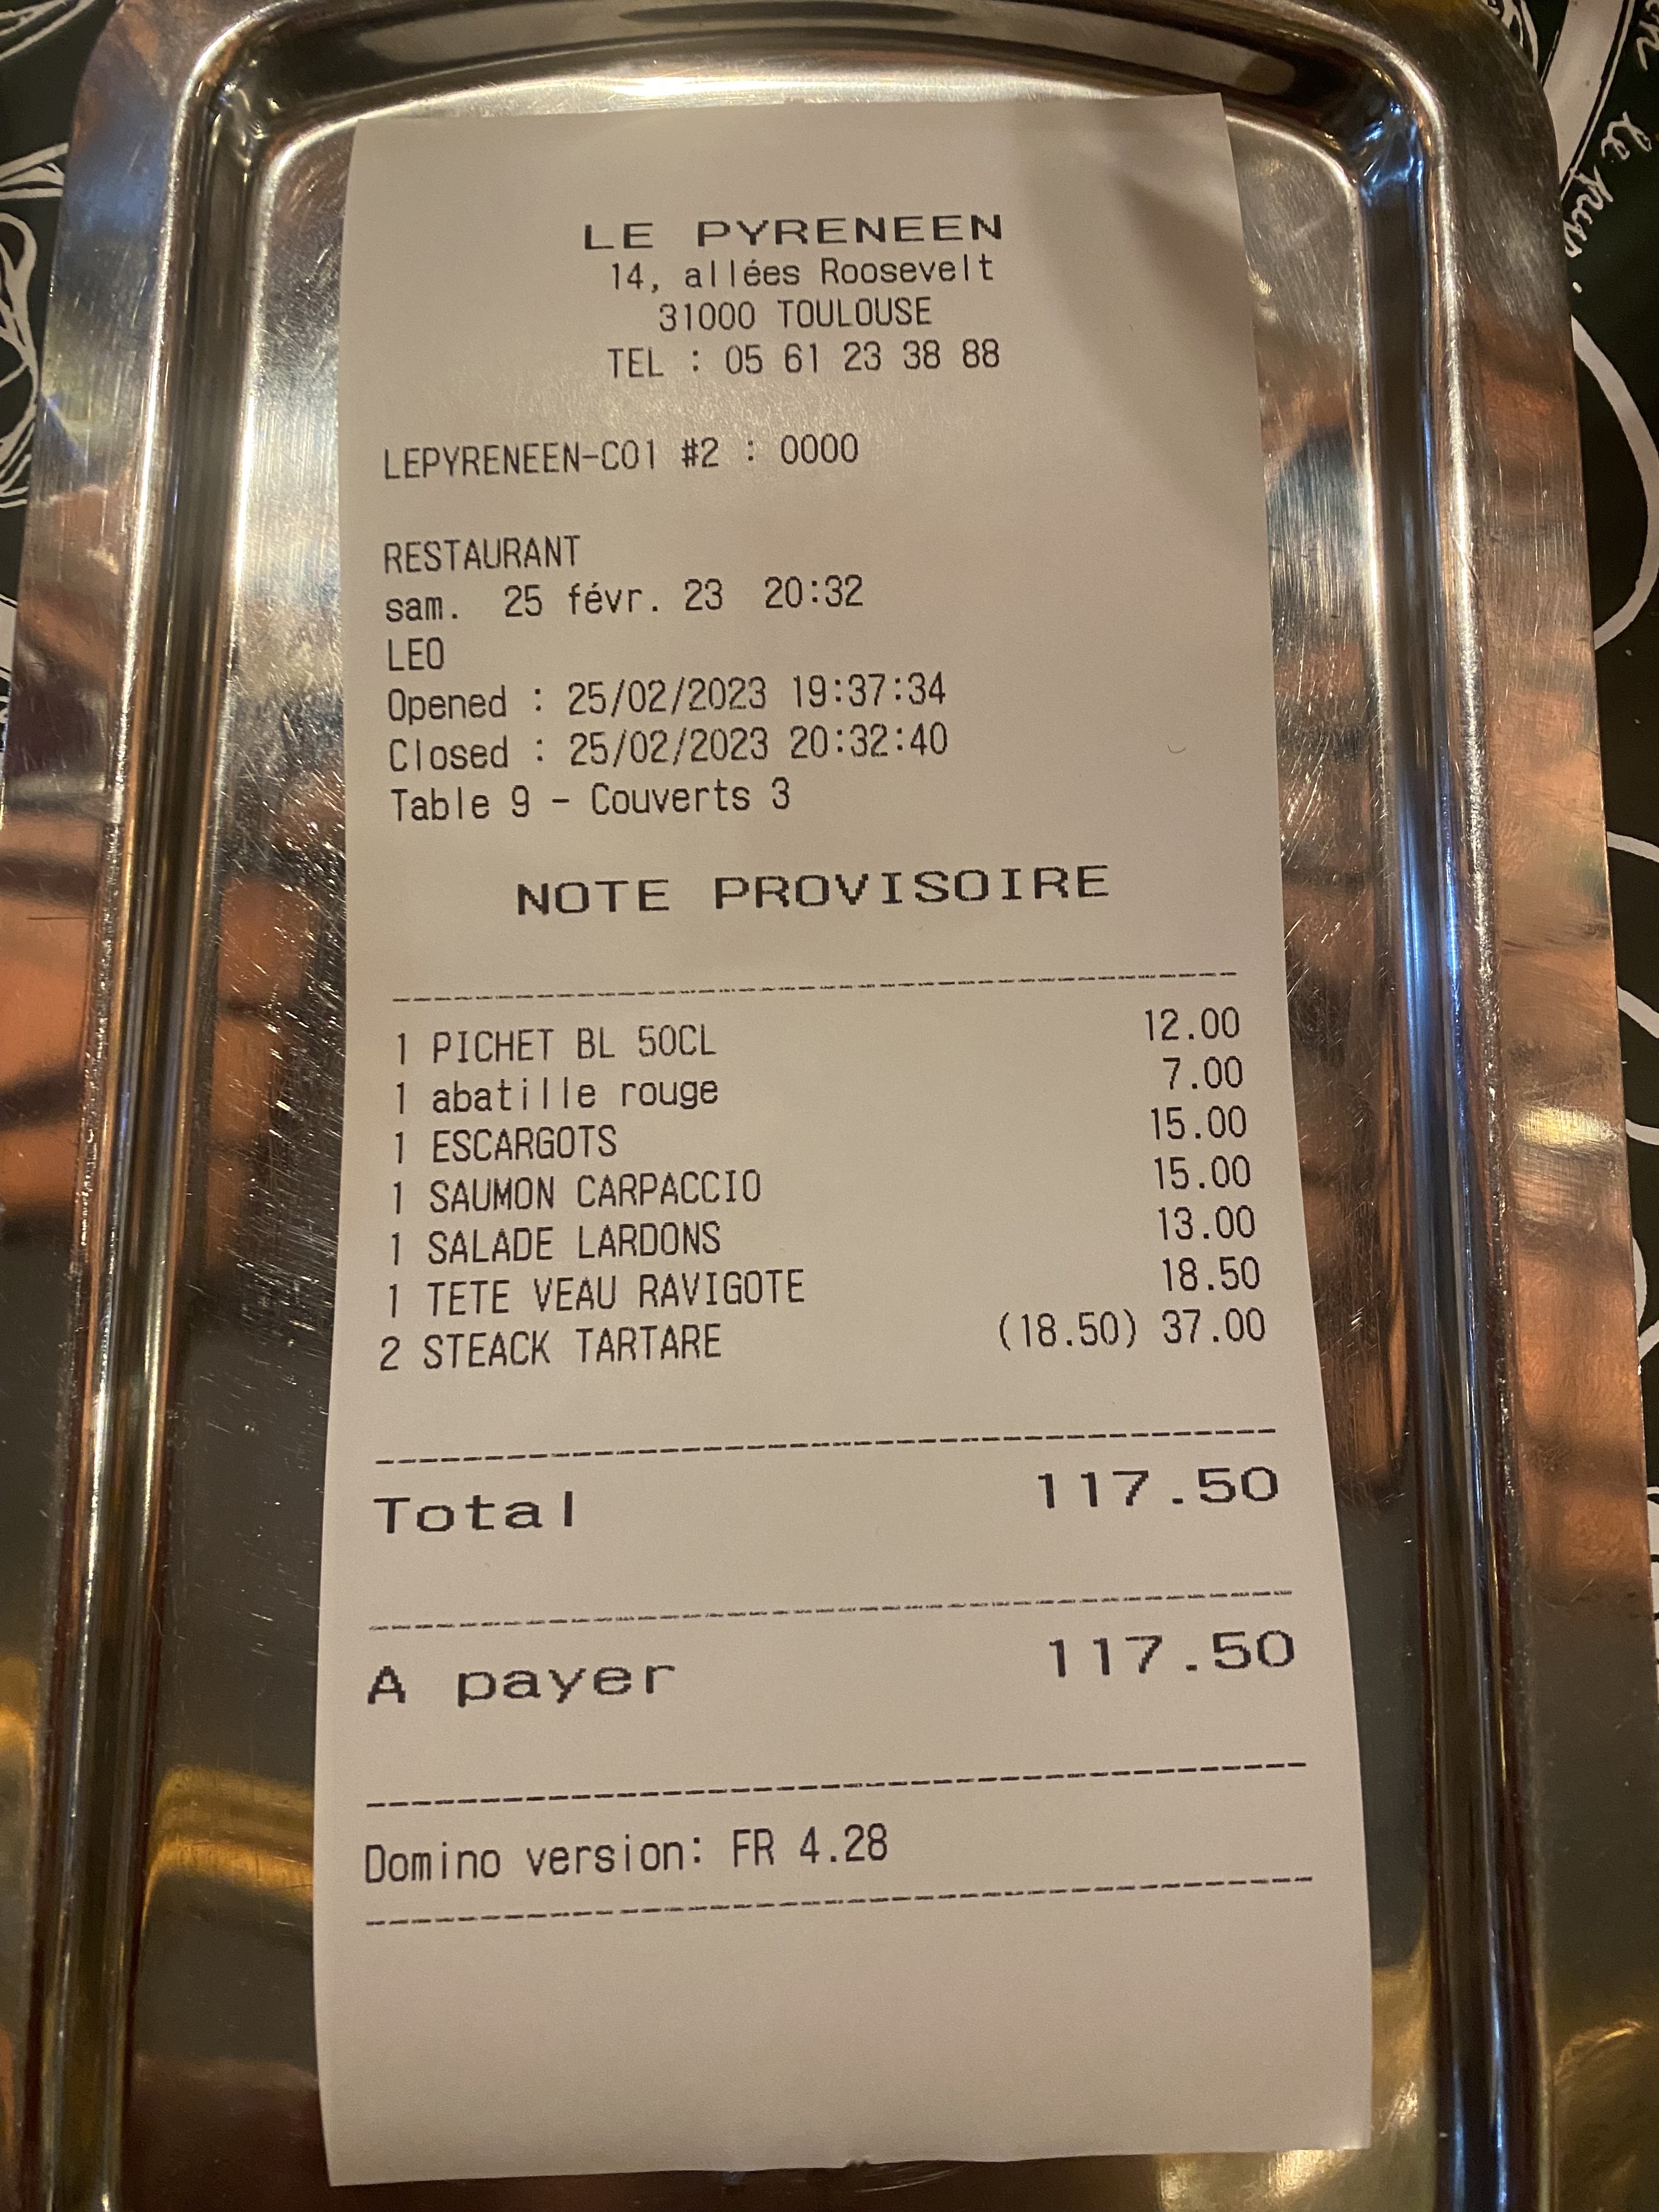 LE PYRENEEN
14, allées Roosevelt
31000 TOULOUSE
TEL : 05 61 23 38 88
LEPYRENEEN-C01 #2 : 0000
RESTAURANT
sam. 25 févr. 23 20:32
LEO
Opened : 25/02/2023 19:37:34
Closed : 25/02/2023 20:32:40
Table 9 - Couverts 3
NOTE PROVISOIRE
1 PICHET BL 50CL 12.00
1 abatille rouge 7.00
1 ESCARGOTS 15.00
1 SAUMON CARPACCIO 15.00
1 SALADE LARDONS 13.00
1 TETE VEAU RAVIGOTE 18.50
2 STEACK TARTARE (18.50) 37.00
Total 117.50
A payer 117.50
Domino version: FR 4.28